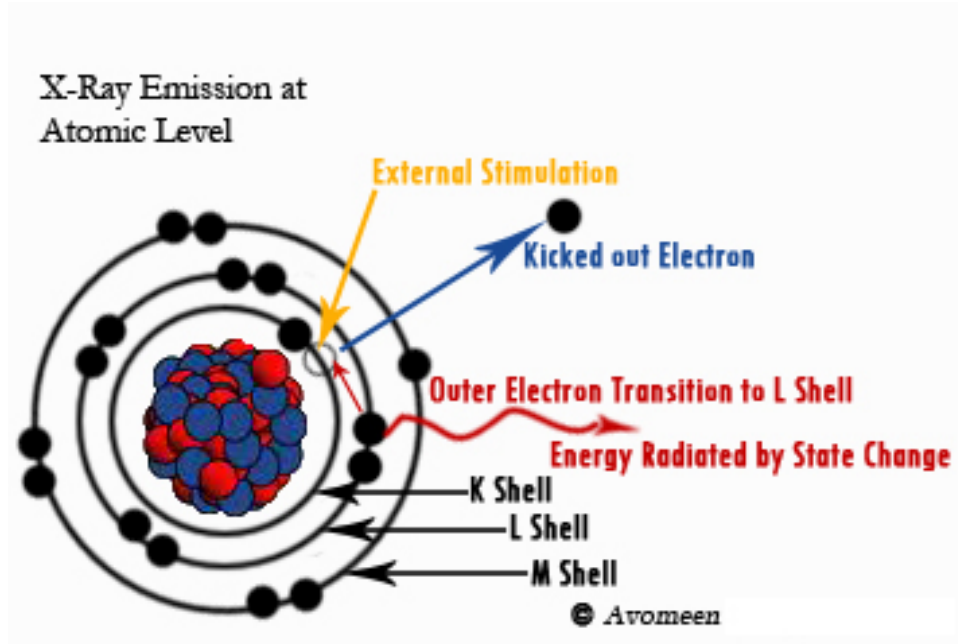 X-Ray Emission at
Atomic Level
External Stimulation
Kicked out Electron
Outer Electron Transition to L Shell
Energy Radiated by State Change
K Shell
L Shell
M Shell
© Avomeen